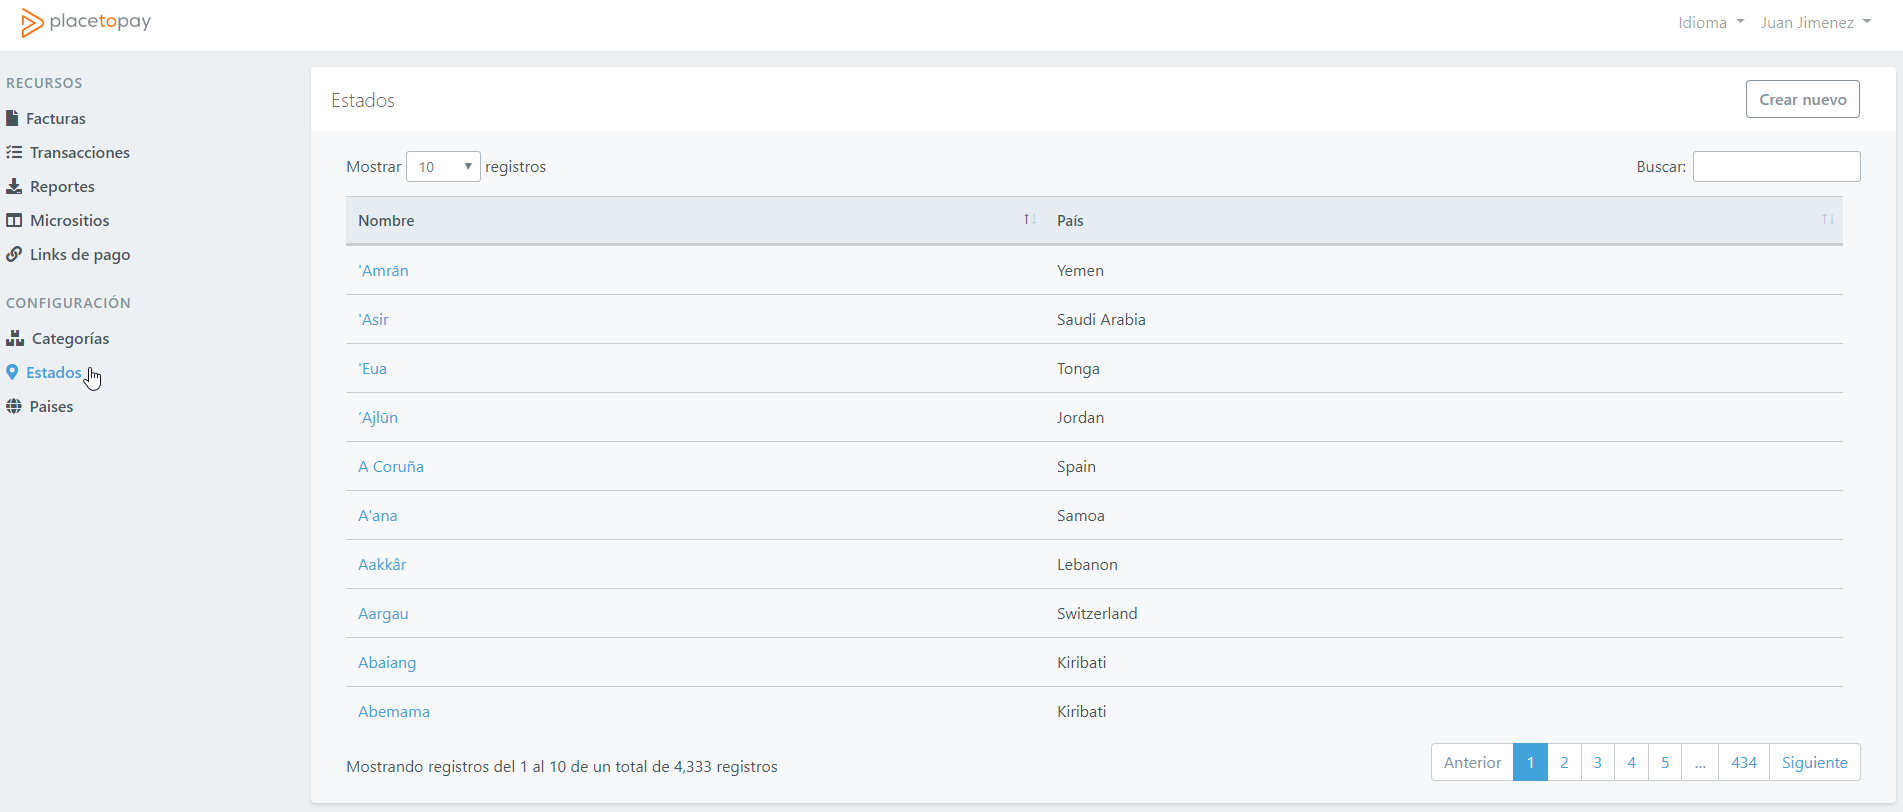 placetopay
Idioma Juan Jimenez
RECURSOS
Facturas
Transacciones
Reportes
Micrositios
Links de pago
CONFIGURACIÓN
Categorías
Estados
Paises
Estados Crear nuevo
Mostrar 10 registros Buscar:
Nombre País
'Amrān Yemen
'Asir Saudi Arabia
'Eua Tonga
‘Ajlūn Jordan
A Coruña Spain
A'ana Samoa
Aakkâr Lebanon
Aargau Switzerland
Abaiang Kiribati
Abemama Kiribati
Mostrando registros del 1 al 10 de un total de 4,333 registros
Anterior 1 2 3 4 5 ... 434 Siguiente